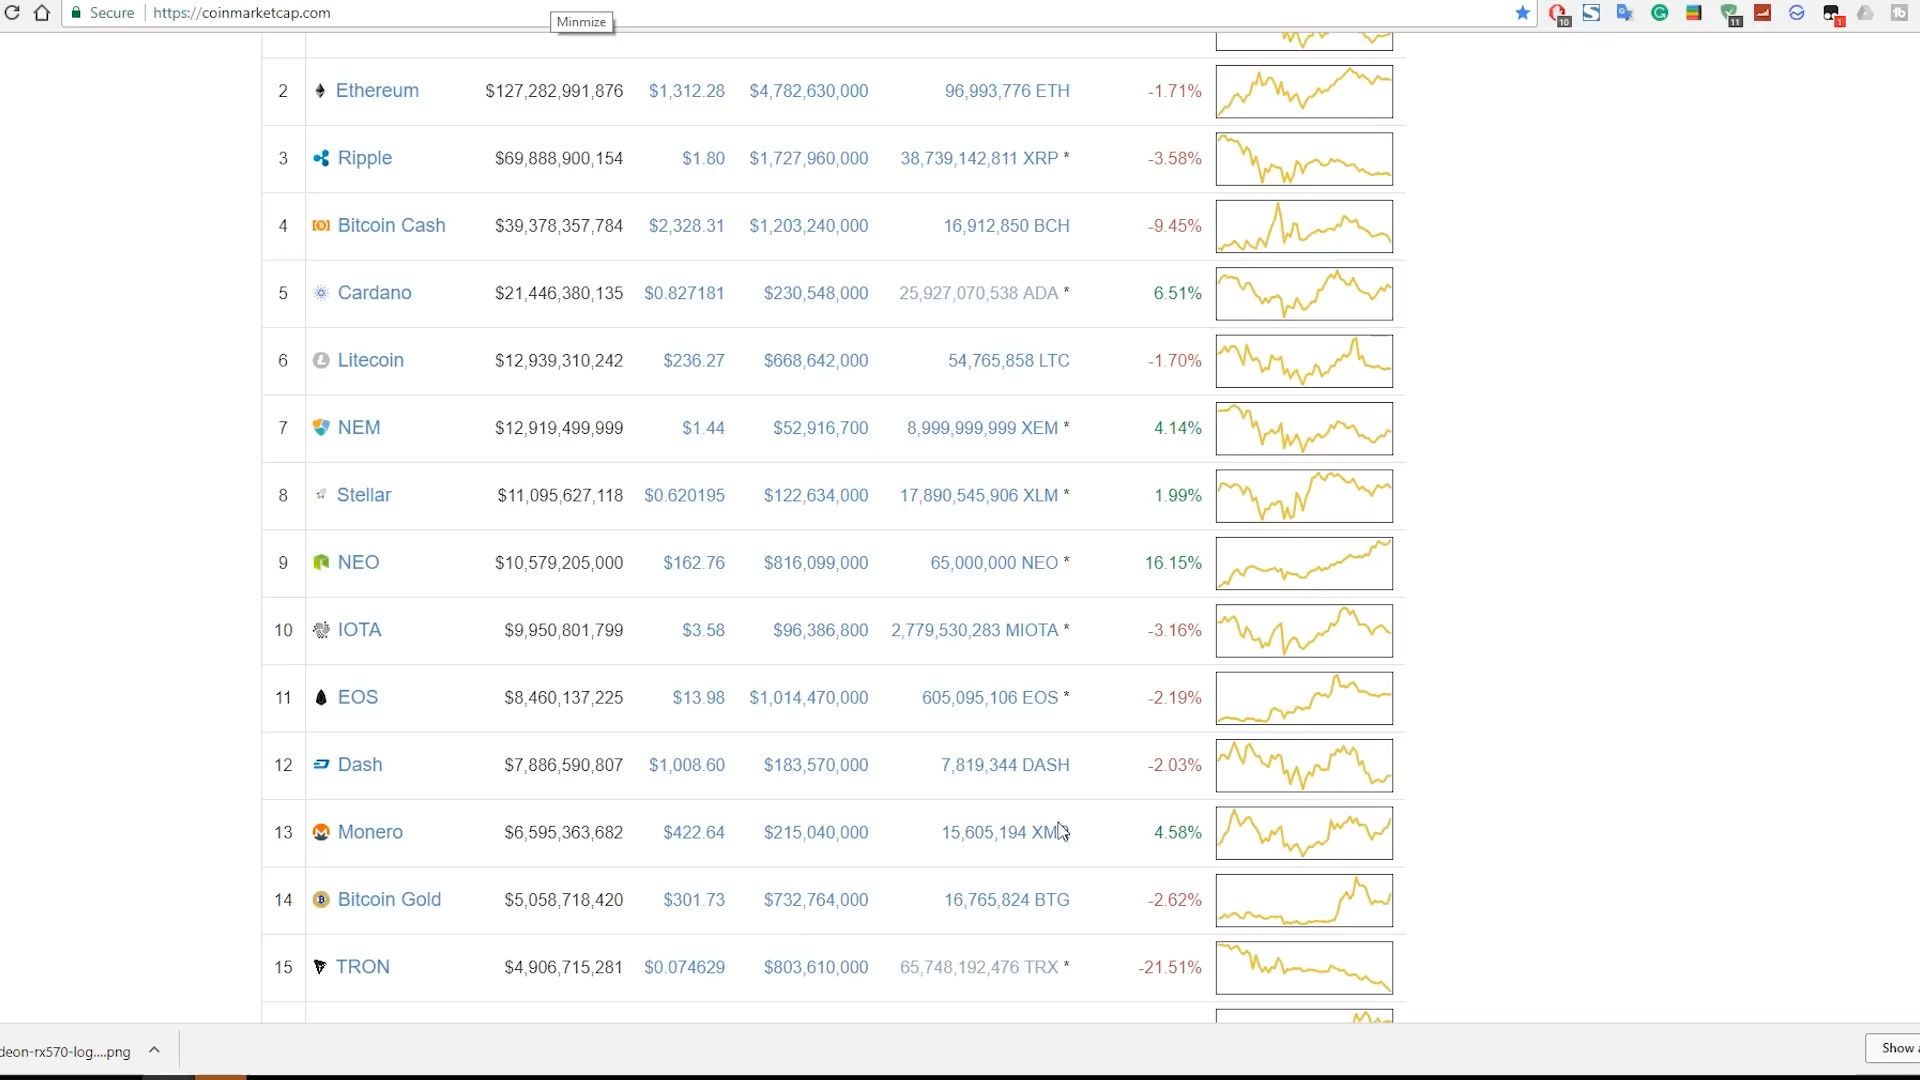 Secure https://coinmarketcap.com
Minmize
10 11 1
2 Ethereum $127,282,991,876 $1,312.28 $4,782,630,000 96,993,776 ETH -1.71%
3 Ripple $69,888,900,154 $1.80 $1,727,960,000 38,739,142,811 XRP * -3.58%
4 Bitcoin Cash $39,378,357,784 $2,328.31 $1,203,240,000 16,912,850 BCH -9.45%
5 Cardano $21,446,380,135 $0.827181 $230,548,000 25,927,070,538 ADA * 6.51%
6 Litecoin $12,939,310,242 $236.27 $668,642,000 54,765,858 LTC -1.70%
7 NEM $12,919,499,999 $1.44 $52,916,700 8,999,999,999 XEM * 4.14%
8 Stellar $11,095,627,118 $0.620195 $122,634,000 17,890,545,906 XLM * 1.99%
9 NEO $10,579,205,000 $162.76 $816,099,000 65,000,000 NEO * 16.15%
10 IOTA $9,950,801,799 $3.58 $96,386,800 2,779,530,283 MIOTA * -3.16%
11 EOS $8,460,137,225 $13.98 $1,014,470,000 605,095,106 EOS * -2.19%
12 Dash $7,886,590,807 $1,008.60 $183,570,000 7,819,344 DASH -2.03%
13 Monero $6,595,363,682 $422.64 $215,040,000 15,605,194 XMR 4.58%
14 Bitcoin Gold $5,058,718,420 $301.73 $732,764,000 16,765,824 BTG -2.62%
15 TRON $4,906,715,281 $0.074629 $803,610,000 65,748,192,476 TRX * -21.51%
deon-rx570-log....png
Show a